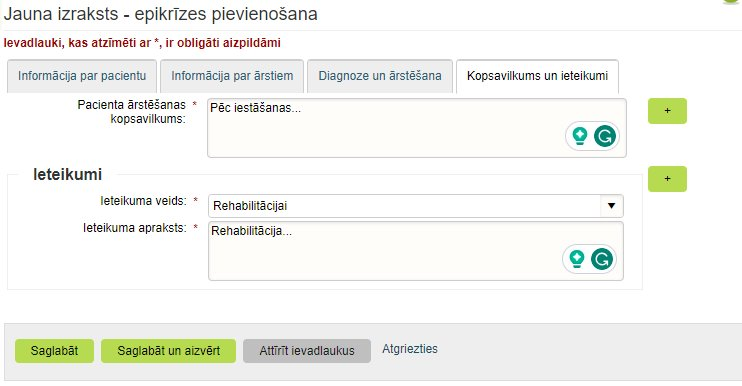 Jauna izraksts - epikrīzes pievienošana
Ievadlauki, kas atzīmēti ar *, ir obligāti aizpildāmi
Informācija par pacientu Informācija par ārstiem Diagnoze un ārstēšana Kopsavilkums un ieteikumi
Pacienta ārstēšanas * Pēc iestāšanas... +
kopsavilkums:
Ieteikumi +
Ieteikuma veids: * Rehabilitācijai
Ieteikuma apraksts: * Rehabilitācija...
Saglabāt Saglabāt un aizvērt Attīrīt ievadlaukus Atgriezties